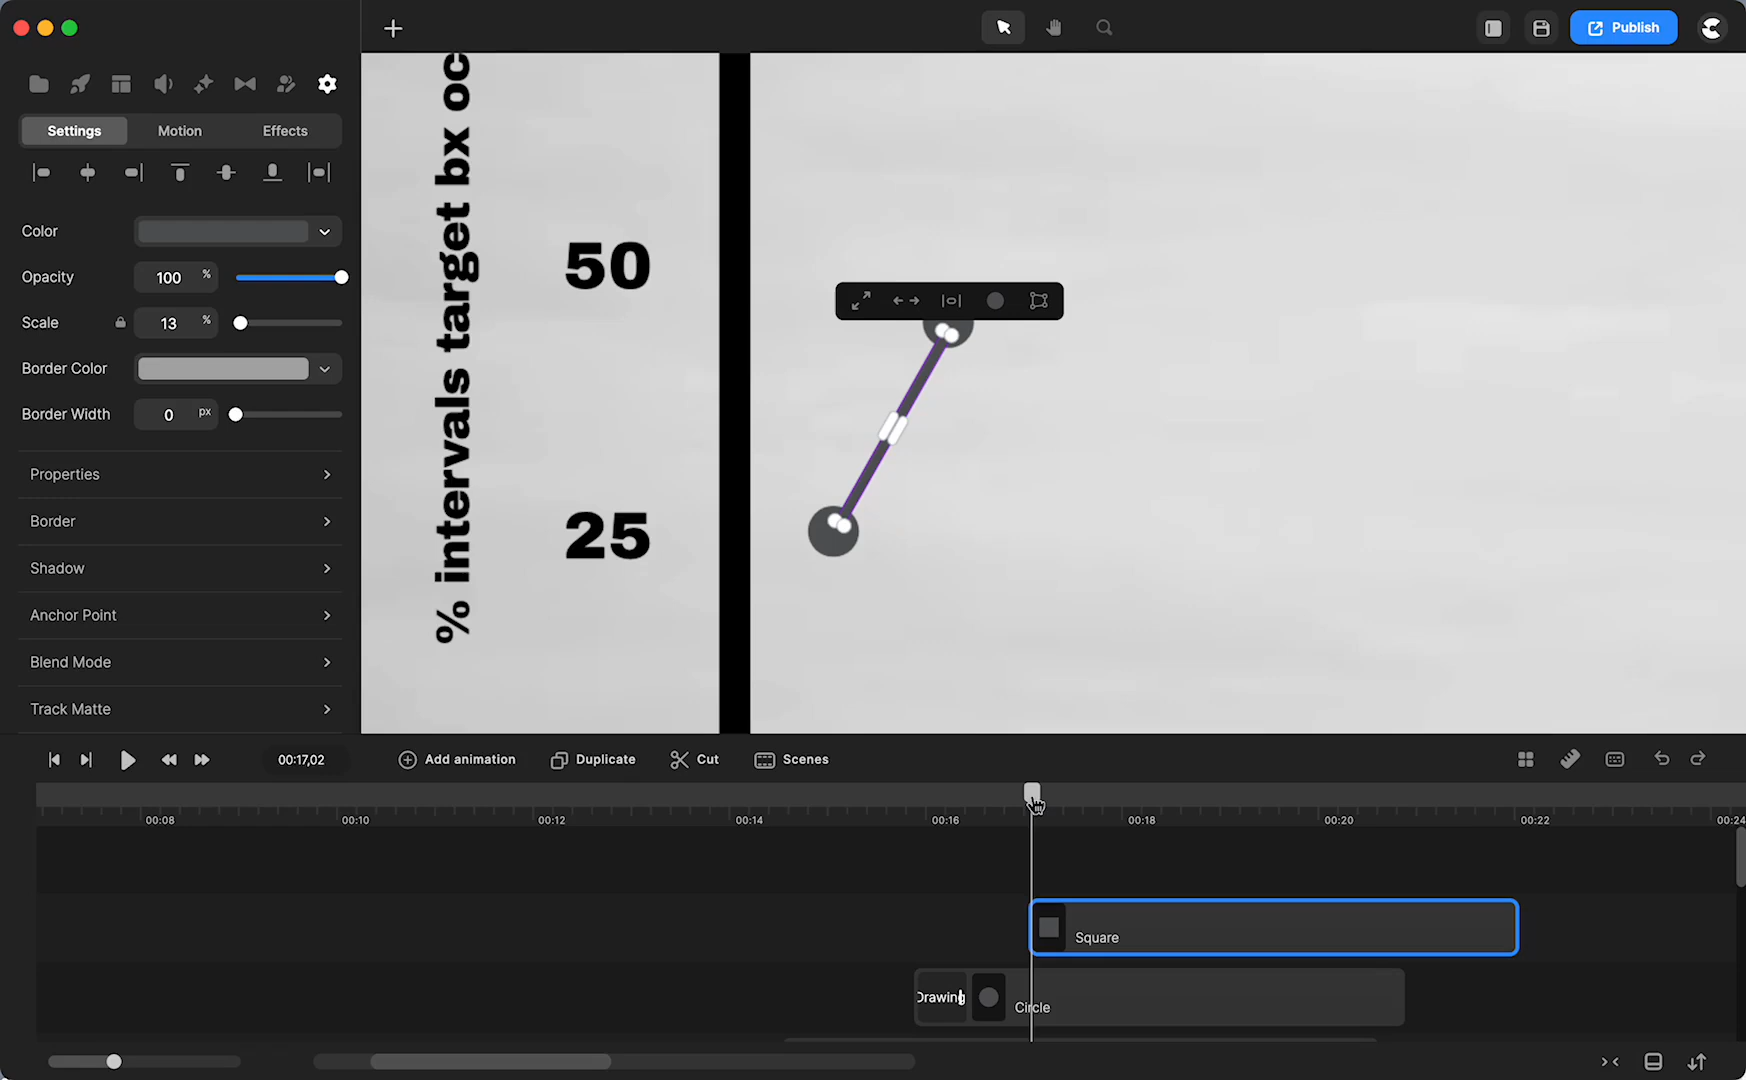 Publish
Settings Motion Effects
Color
Opacity 100 %
Scale 13 %
Border Color
Border Width 0 px
Properties
Border
Shadow
Anchor Point
Blend Mode
Track Matte
% intervals target bx oc
50
25
00:17,02 Add animation Duplicate Cut Scenes
00:08 00:10 00:12 00:14 00:16 00:18 00:20 00:22 00:24
Square
Drawing Circle